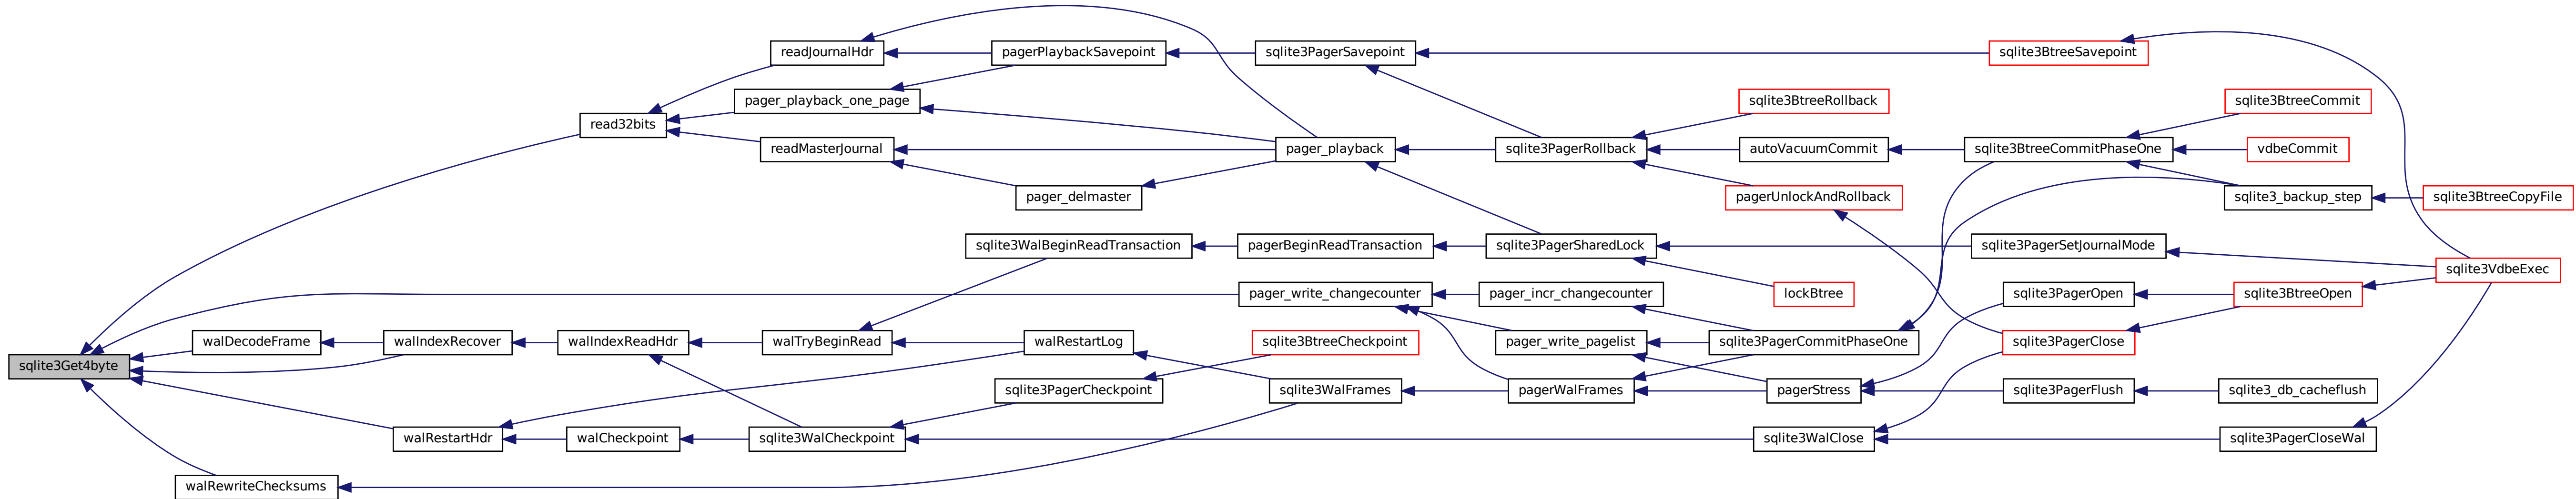 readJournalHdr
pagerPlaybackSavepoint
sqlite3PagerSavepoint
sqlite3BtreeSavepoint
pager_playback_one_page
sqlite3BtreeRollback
sqlite3BtreeCommit
read32bits
readMasterJournal
pager_playback
sqlite3PagerRollback
autoVacuumCommit
sqlite3BtreeCommitPhaseOne
vdbeCommit
pager_delmaster
pagerUnlockAndRollback
sqlite3_backup_step
sqlite3BtreeCopyFile
sqlite3WalBeginReadTransaction
pagerBeginReadTransaction
sqlite3PagerSharedLock
sqlite3PagerSetJournalMode
sqlite3VdbeExec
pager_write_changecounter
pager_incr_changecounter
lockBtree
sqlite3PagerOpen
sqlite3BtreeOpen
walDecodeFrame
walIndexRecover
walIndexReadHdr
walTryBeginRead
walRestartLog
sqlite3BtreeCheckpoint
pager_write_pagelist
sqlite3PagerCommitPhaseOne
sqlite3PagerClose
sqlite3Get4byte
sqlite3PagerCheckpoint
sqlite3WalFrames
pagerWalFrames
pagerStress
sqlite3PagerFlush
sqlite3_db_cacheflush
walRestartHdr
walCheckpoint
sqlite3WalCheckpoint
sqlite3WalClose
sqlite3PagerCloseWal
walRewriteChecksums